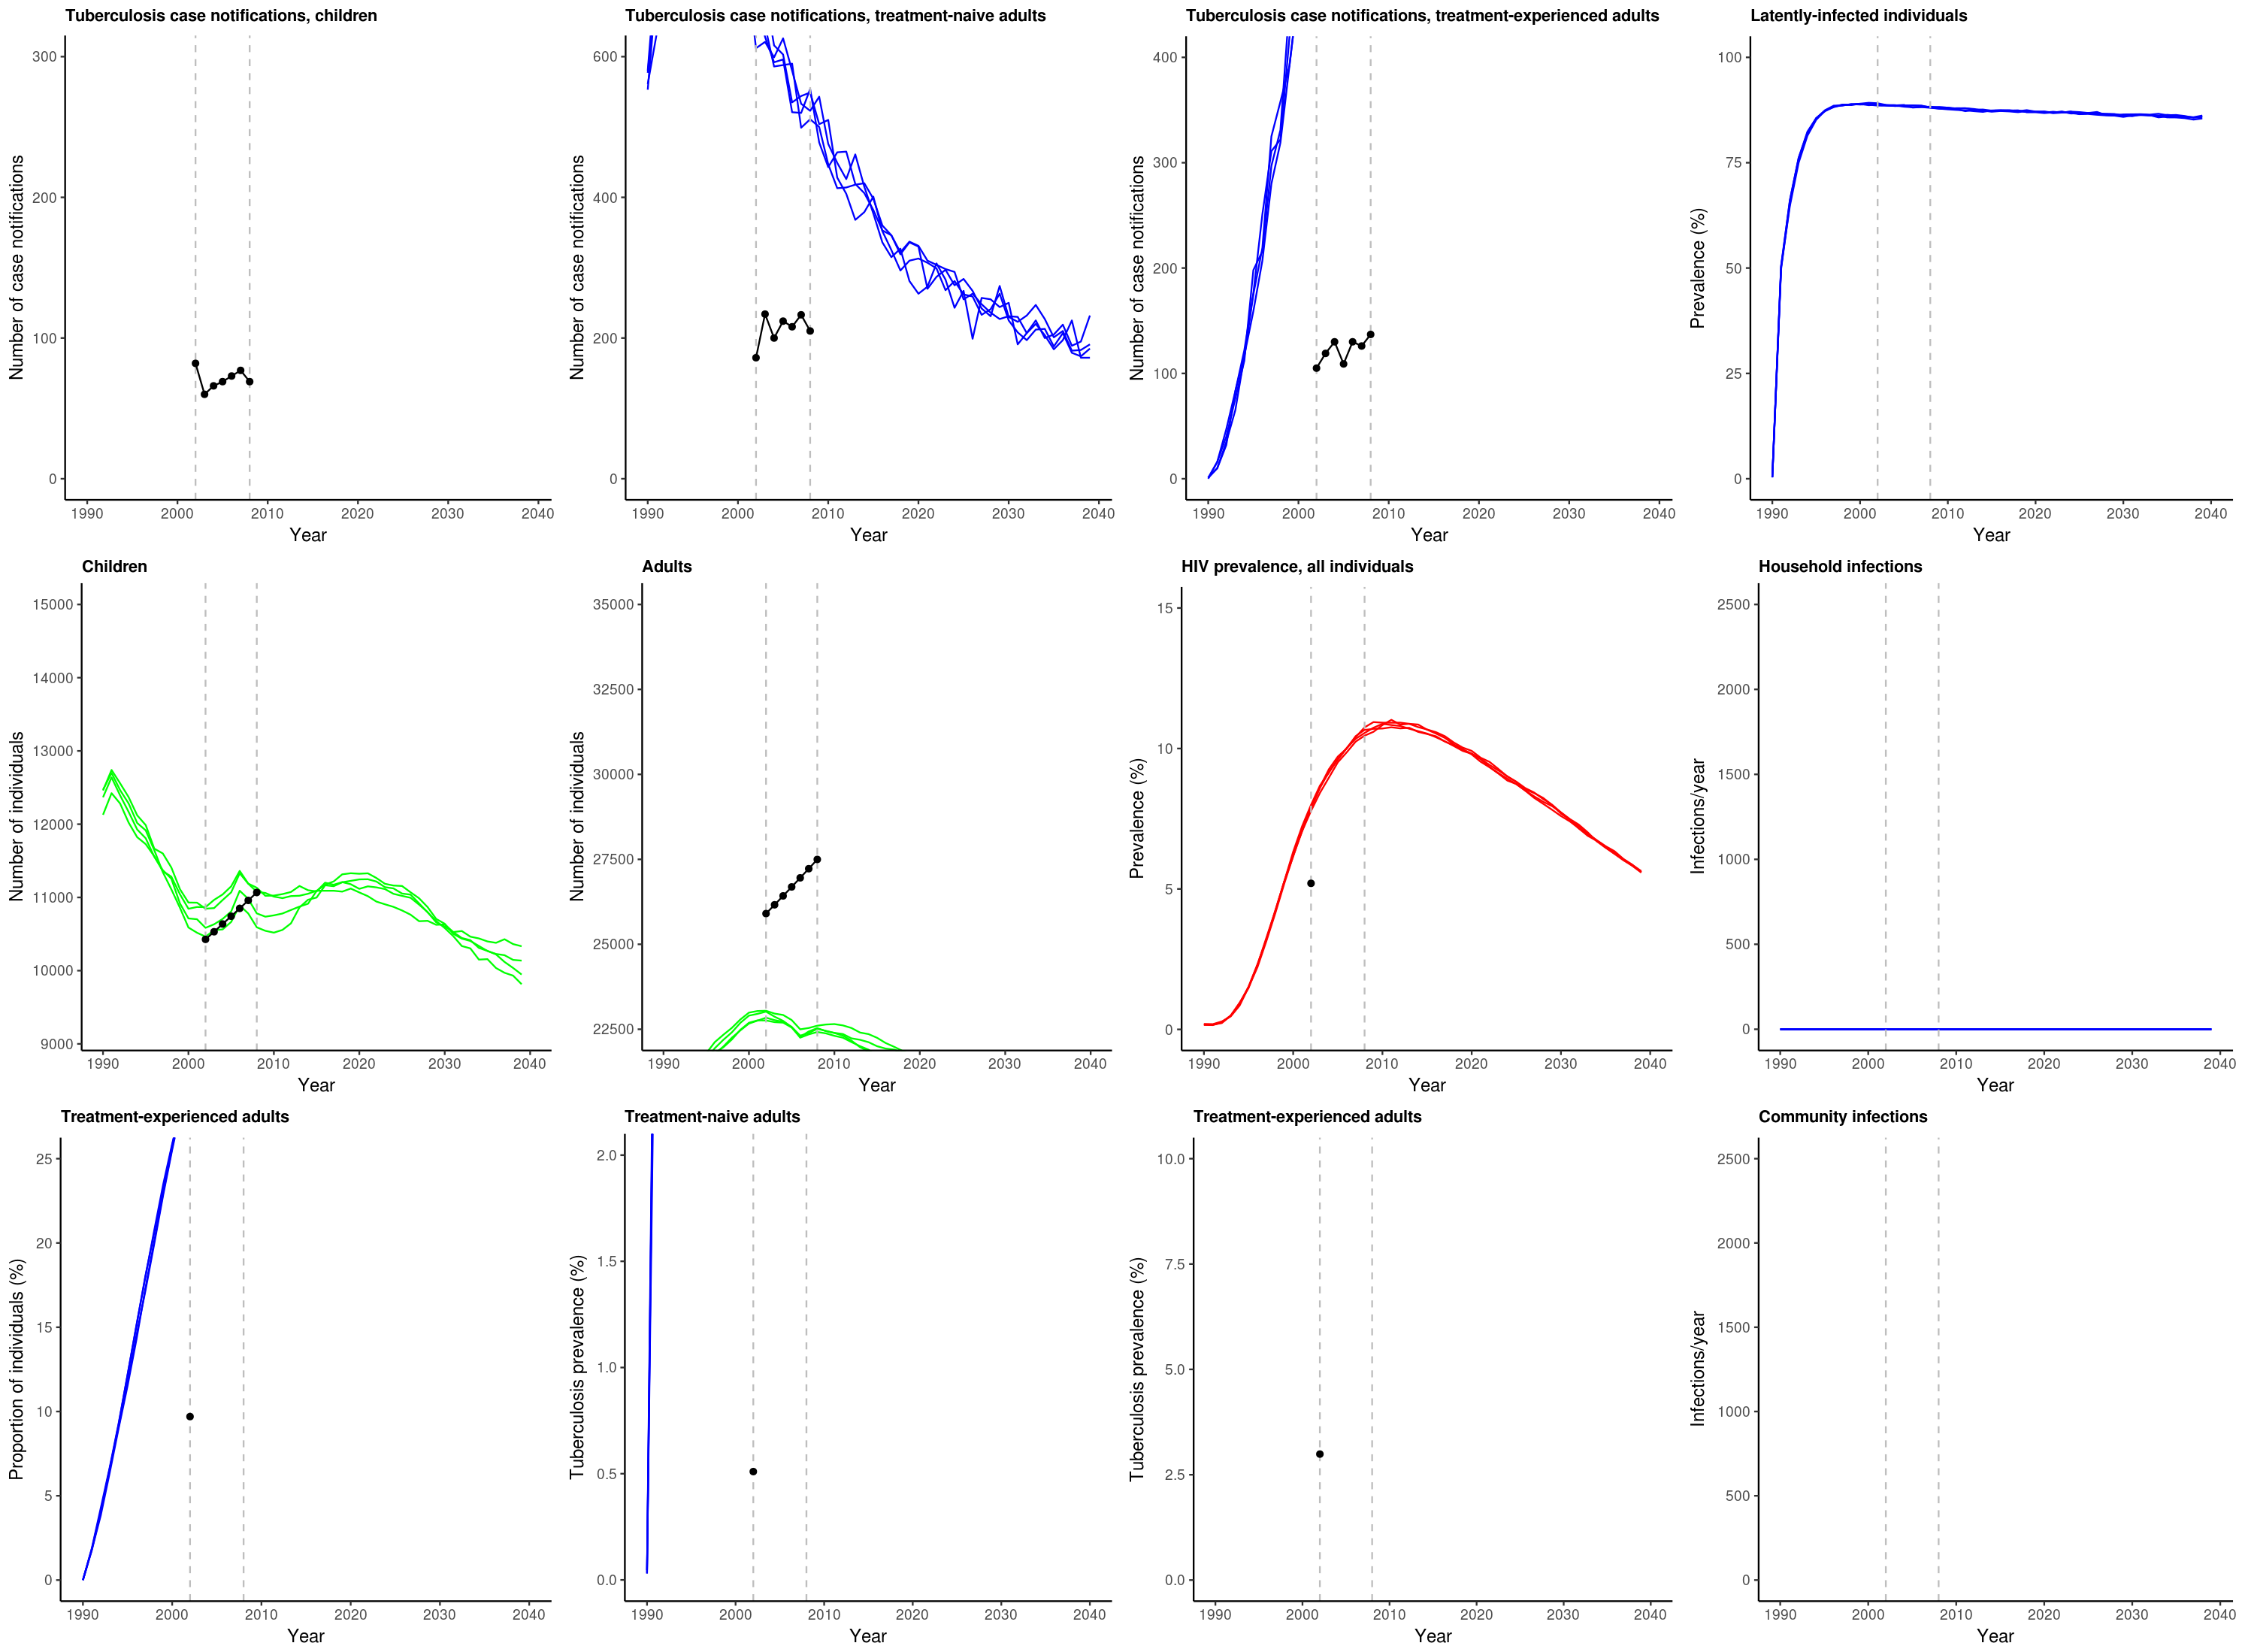 Tuberculosis case notifications, children
Number of case notifications
300
200
100
0
1990 2000 2010 2020 2030 2040
Year
Tuberculosis case notifications, treatment-naive adults
Number of case notifications
600
400
200
0
1990 2000 2010 2020 2030 2040
Year
Tuberculosis case notifications, treatment-experienced adults
Number of case notifications
400
300
200
100
0
1990 2000 2010 2020 2030 2040
Year
Latently-infected individuals
Prevalence (%)
100
75
50
25
0
1990 2000 2010 2020 2030 2040
Year
Children
Number of individuals
15000
14000
13000
12000
11000
10000
9000
1990 2000 2010 2020 2030 2040
Year
Adults
Number of individuals
35000
32500
30000
27500
25000
22500
1990 2000 2010 2020 2030 2040
Year
HIV prevalence, all individuals
Prevalence (%)
15
10
5
0
1990 2000 2010 2020 2030 2040
Year
Household infections
Infections/year
2500
2000
1500
1000
500
0
1990 2000 2010 2020 2030 2040
Year
Treatment-experienced adults
Proportion of individuals (%)
25
20
15
10
5
0
1990 2000 2010 2020 2030 2040
Year
Treatment-naive adults
Tuberculosis prevalence (%)
2.0
1.5
1.0
0.5
0.0
1990 2000 2010 2020 2030 2040
Year
Treatment-experienced adults
Tuberculosis prevalence (%)
10.0
7.5
5.0
2.5
0.0
1990 2000 2010 2020 2030 2040
Year
Community infections
Infections/year
2500
2000
1500
1000
500
0
1990 2000 2010 2020 2030 2040
Year